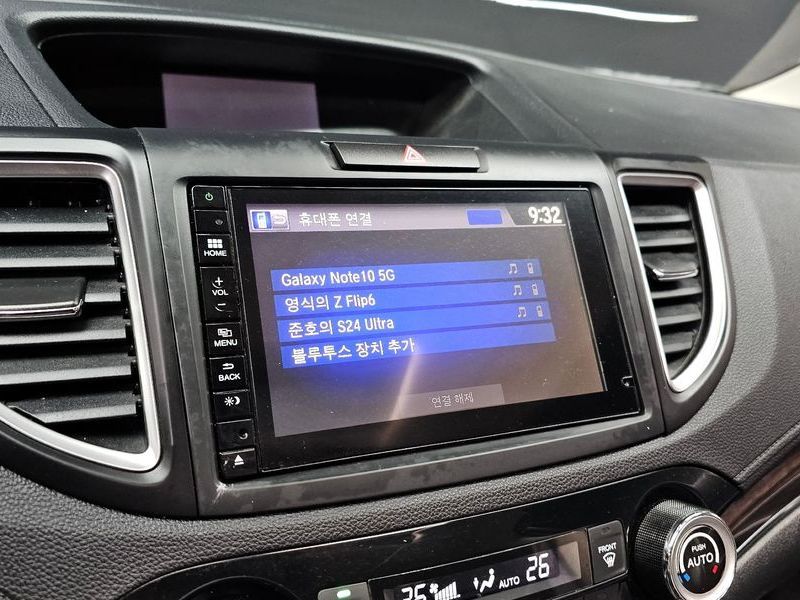 휴대폰 연결
9:32
HOME
Galaxy Note10 5G
+
VOL
−
영식의 Z Flip6
준호의 S24 Ultra
MENU
블루투스 장치 추가
BACK
연결 해제
FRONT
PUSH
AUTO
26
AUTO
26